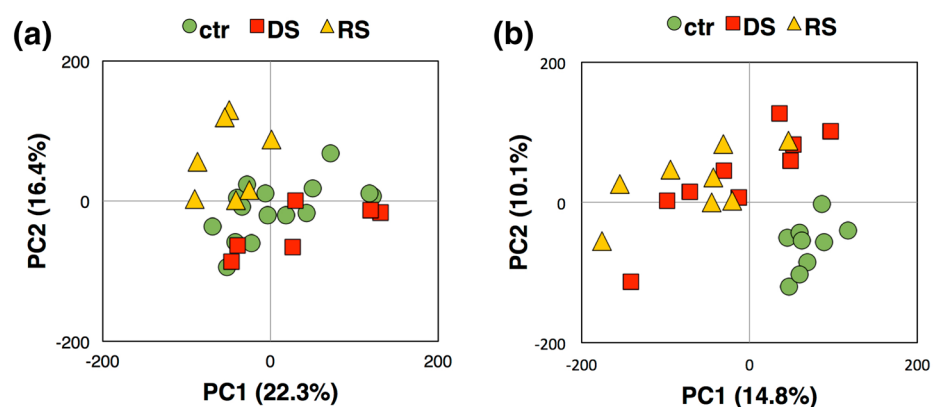 (a)
ctr DS RS
200
0
-200
-200 0 200
PC2 (16.4%)
PC1 (22.3%)
(b)
ctr DS RS
200
0
-200
-200 0 200
PC2 (10.1%)
PC1 (14.8%)